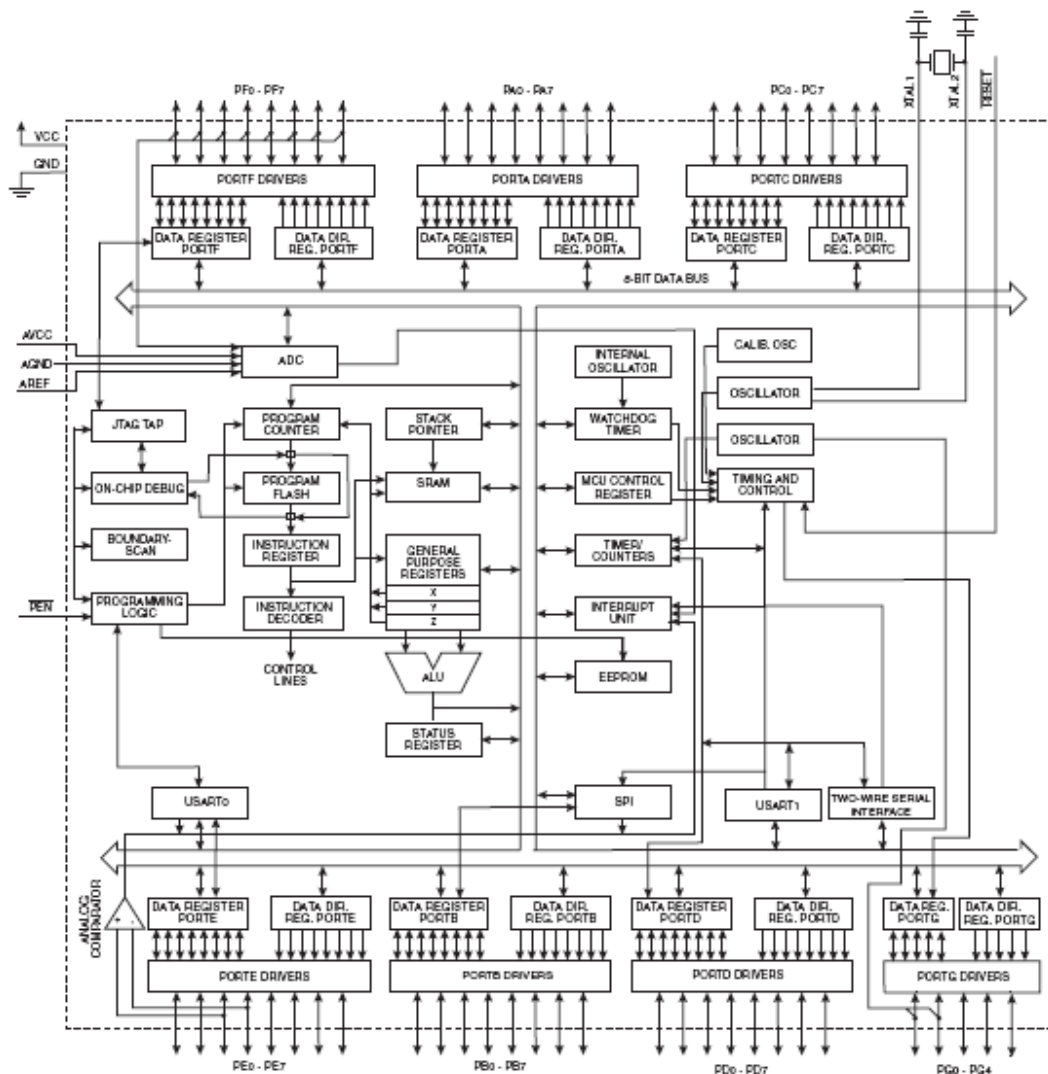 XTAL1
XTAL2
RESET
PF0 - PF7
PA0 - PA7
PC0 - PC7
VCC
GND
PORTF DRIVERS
PORTA DRIVERS
PORTC DRIVERS
DATA REGISTER
PORTF
DATA DIR.
REG. PORTF
DATA REGISTER
PORTA
DATA DIR.
REG. PORTA
DATA REGISTER
PORTC
DATA DIR.
REG. PORTC
8-BIT DATA BUS
AVCC
AGND
AREF
ADC
INTERNAL
OSCILLATOR
CALIB. OSC
OSCILLATOR
JTAG TAP
PROGRAM
COUNTER
STACK
POINTER
WATCHDOG
TIMER
OSCILLATOR
ON-CHIP DEBUG
PROGRAM
FLASH
SRAM
MCU CONTROL
REGISTER
TIMING AND
CONTROL
BOUNDARY-
SCAN
INSTRUCTION
REGISTER
GENERAL
PURPOSE
REGISTERS
X
Y
Z
TIMER/
COUNTERS
PEN
PROGRAMMING
LOGIC
INSTRUCTION
DECODER
INTERRUPT
UNIT
CONTROL
LINES
ALU
EEPROM
STATUS
REGISTER
USART0
SPI
USART1
TWO-WIRE SERIAL
INTERFACE
ANALOG
COMPARATOR
+ -
DATA REGISTER
PORTE
DATA DIR.
REG. PORTE
DATA REGISTER
PORTB
DATA DIR.
REG. PORTB
DATA REGISTER
PORTD
DATA DIR.
REG. PORTD
DATA REG.
PORTG
DATA DIR.
REG. PORTG
PORTE DRIVERS
PORTB DRIVERS
PORTD DRIVERS
PORTG DRIVERS
PE0 - PE7
PB0 - PB7
PD0 - PD7
PG0 - PG4